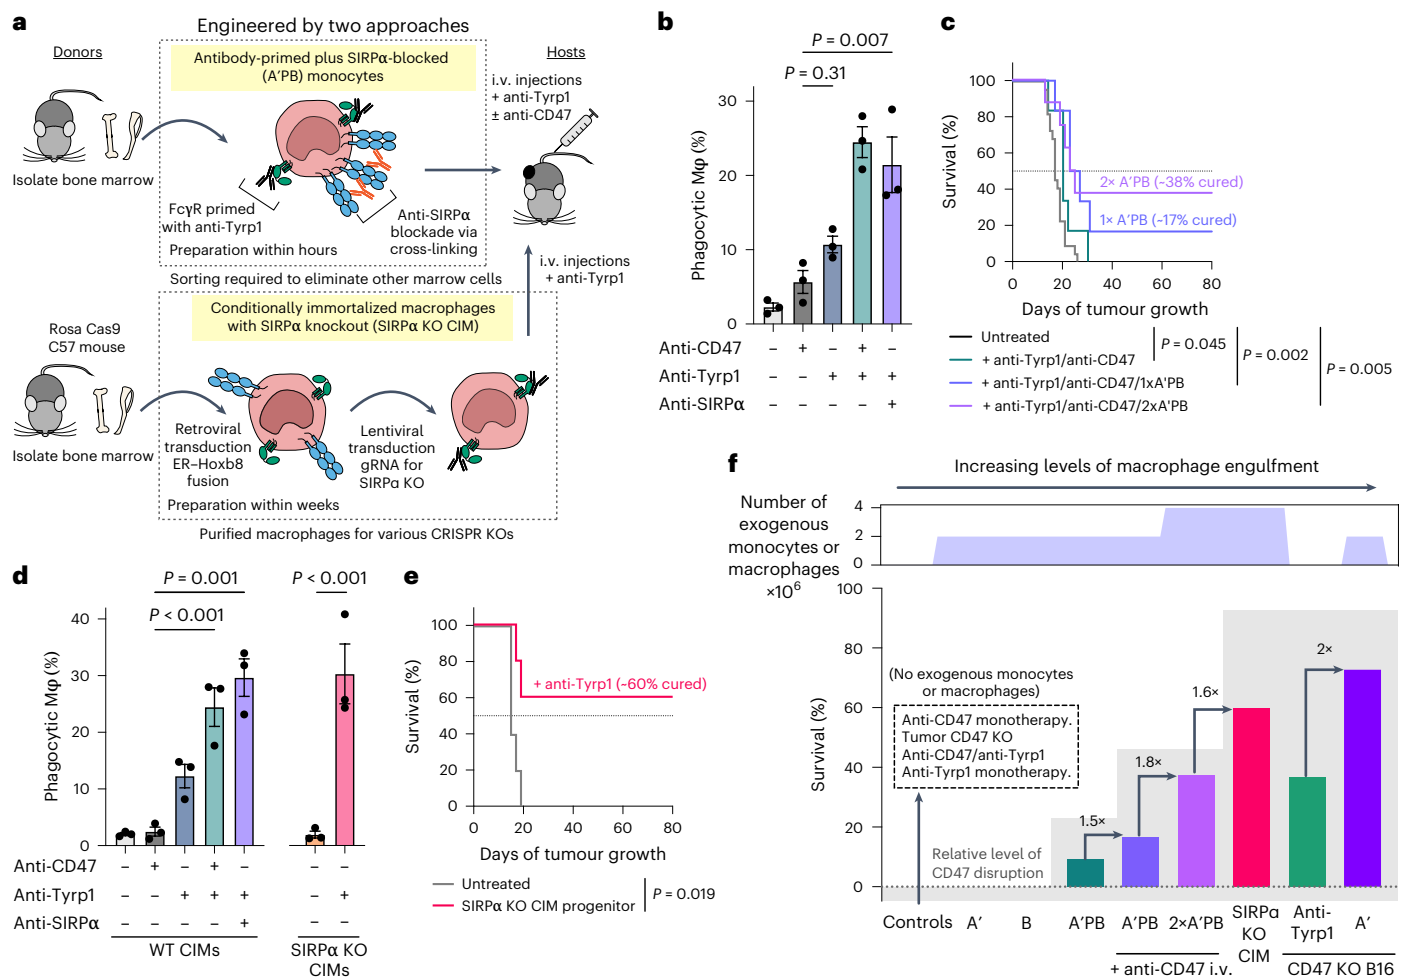 a
Engineered by two approaches
Donors
Antibody-primed plus SIRPα-blocked
(A′PB) monocytes
Hosts
i.v. injections
+ anti-Tyrp1
± anti-CD47
Isolate bone marrow
FcγR primed
with anti-Tyrp1
Anti-SIRPα
blockade via
cross-linking
Preparation within hours
Sorting required to eliminate other marrow cells
i.v. injections
+ anti-Tyrp1
Conditionally immortalized macrophages
with SIRPα knockout (SIRPα KO CIM)
Rosa Cas9
C57 mouse
Isolate bone marrow
Retroviral
transduction
ER–Hoxb8
fusion
Lentiviral
transduction
gRNA for
SIRPα KO
Preparation within weeks
Purified macrophages for various CRISPR KOs
b
P = 0.007
P = 0.31
Phagocytic Mφ (%)
30
20
10
0
Anti-CD47 – + – + –
Anti-Tyrp1 – – + + +
Anti-SIRPα – – – – +
c
Survival (%)
100
80
60
40
20
0
2× A′PB (~38% cured)
1× A′PB (~17% cured)
0 20 40 60 80
Days of tumour growth
Untreated
+ anti-Tyrp1/anti-CD47
+ anti-Tyrp1/anti-CD47/1xA'PB
+ anti-Tyrp1/anti-CD47/2xA'PB
P = 0.045
P = 0.002
P = 0.005
d
P = 0.001
P < 0.001
P < 0.001
Phagocytic Mφ (%)
40
30
20
10
0
Anti-CD47 – + – + – – –
Anti-Tyrp1 – – + + + – +
Anti-SIRPα – – – – + – –
WT CIMs
SIRPα KO
CIMs
e
Survival (%)
100
80
60
40
20
0
+ anti-Tyrp1 (~60% cured)
0 20 40 60 80
Days of tumour growth
Untreated
SIRPα KO CIM progenitor
P = 0.019
f
Increasing levels of macrophage engulfment
Number of
exogenous
monocytes or
macrophages
×10⁶
4
2
0
Survival (%)
100
80
60
40
20
0
(No exogenous monocytes
or macrophages)
Anti-CD47 monotherapy.
Tumor CD47 KO
Anti-CD47/anti-Tyrp1
Anti-Tyrp1 monotherapy.
Relative level of
CD47 disruption
1.5×
1.8×
1.6×
2×
Controls
A′
B
A′PB
A′PB
2×A′PB
+ anti-CD47 i.v.
SIRPα
KO
CIM
Anti-
Tyrp1
A′
CD47 KO B16